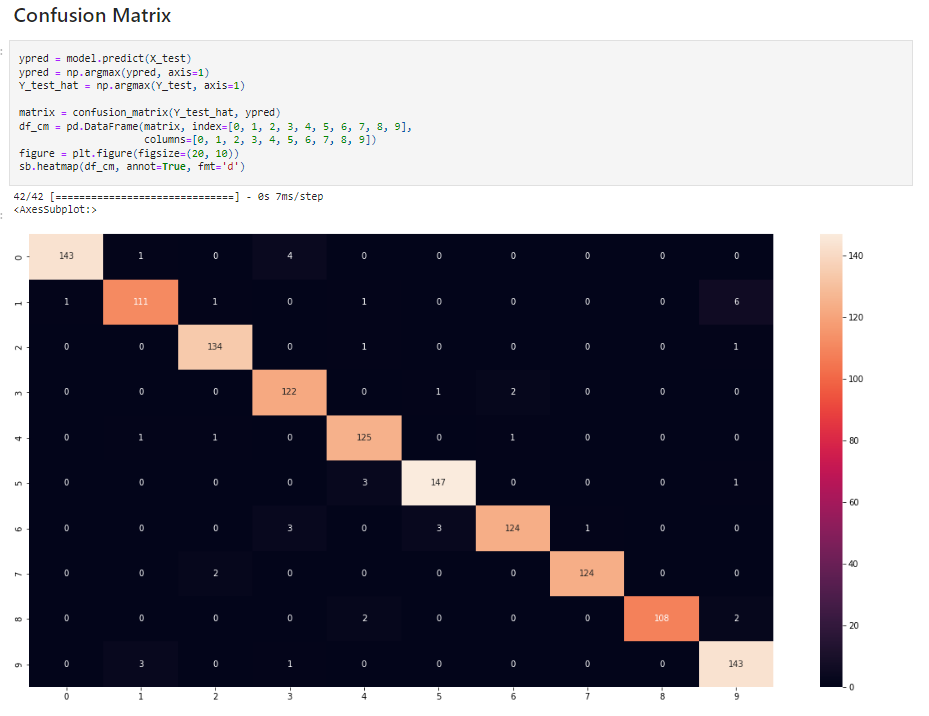 Confusion Matrix
ypred = model.predict(X_test)
ypred = np.argmax(ypred, axis=1)
Y_test_hat = np.argmax(Y_test, axis=1)
matrix = confusion_matrix(Y_test_hat, ypred)
df_cm = pd.DataFrame(matrix, index=[0, 1, 2, 3, 4, 5, 6, 7, 8, 9],
columns=[0, 1, 2, 3, 4, 5, 6, 7, 8, 9])
figure = plt.figure(figsize=(20, 10))
sb.heatmap(df_cm, annot=True, fmt='d')
42/42 [==============================] - 0s 7ms/step
<AxesSubplot:>
0 143 1 0 4 0 0 0 0 0 0
1 1 111 1 0 1 0 0 0 0 6
2 0 0 134 0 1 0 0 0 0 1
3 0 0 0 122 0 1 2 0 0 0
4 0 1 1 0 125 0 1 0 0 0
5 0 0 0 0 3 147 0 0 0 1
6 0 0 0 3 0 3 124 1 0 0
7 0 0 2 0 0 0 0 124 0 0
8 0 0 0 0 2 0 0 0 108 2
9 0 3 0 1 0 0 0 0 0 143
0 1 2 3 4 5 6 7 8 9
140
120
100
80
60
40
20
0